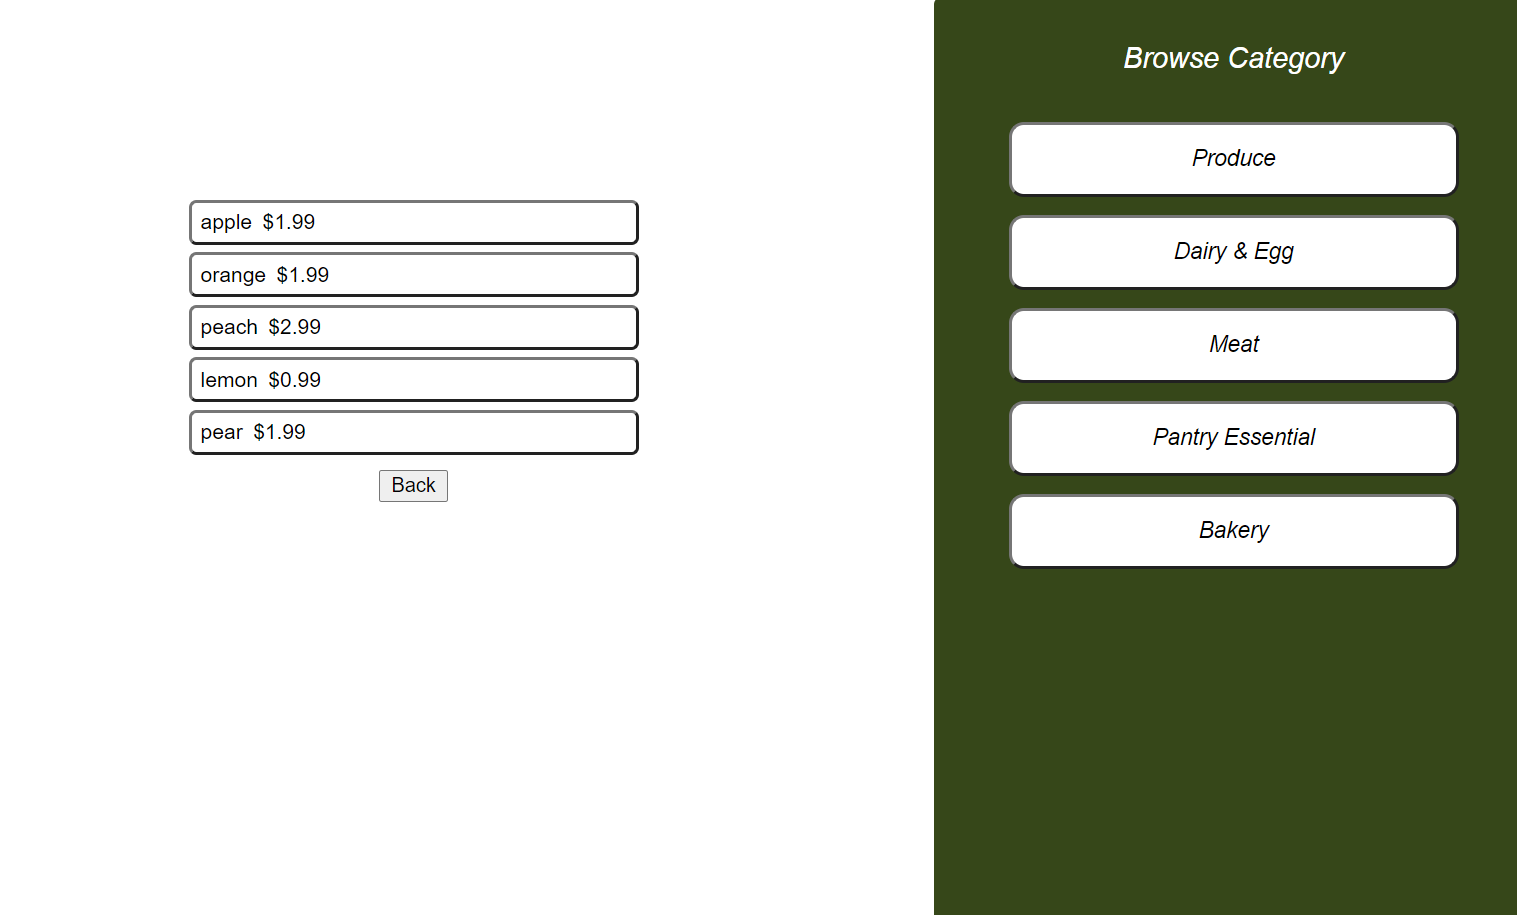 apple $1.99
orange $1.99
peach $2.99
lemon $0.99
pear $1.99
Back
Browse Category
Produce
Dairy & Egg
Meat
Pantry Essential
Bakery